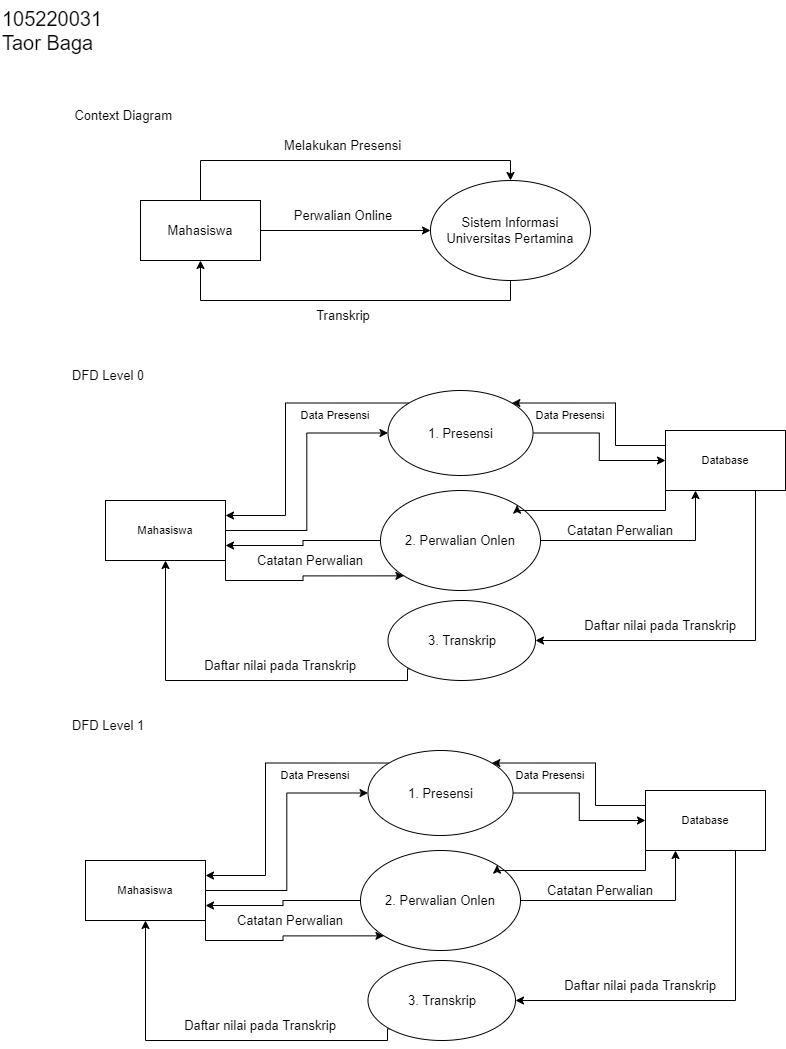 105220031
Taor Baga
Context Diagram
Melakukan Presensi
Mahasiswa
Perwalian Online
Sistem Informasi
Universitas Pertamina
Transkrip
DFD Level 0
Data Presensi
1. Presensi
Data Presensi
Database
Mahasiswa
2. Perwalian Onlen
Catatan Perwalian
Catatan Perwalian
3. Transkrip
Daftar nilai pada Transkrip
Daftar nilai pada Transkrip
DFD Level 1
Data Presensi
1. Presensi
Data Presensi
Database
Mahasiswa
2. Perwalian Onlen
Catatan Perwalian
Catatan Perwalian
3. Transkrip
Daftar nilai pada Transkrip
Daftar nilai pada Transkrip